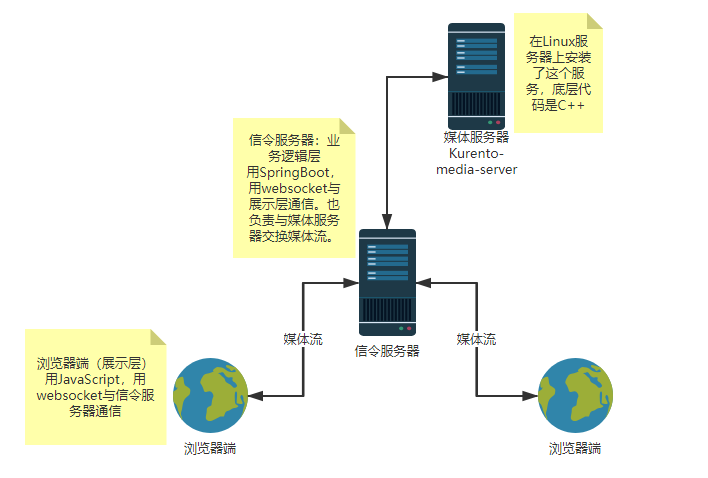 在Linux服
务器上安装
了这个服
务，底层代
码是C++
媒体服务器
Kurento-
media-server
信令服务器：业
务逻辑层
用SpringBoot，
用websocket与
展示层通信。也
负责与媒体服务
器交换媒体流。
信令服务器
媒体流
媒体流
浏览器端（展示层）
用JavaScript，用
websocket与信令服
务器通信
浏览器端
浏览器端